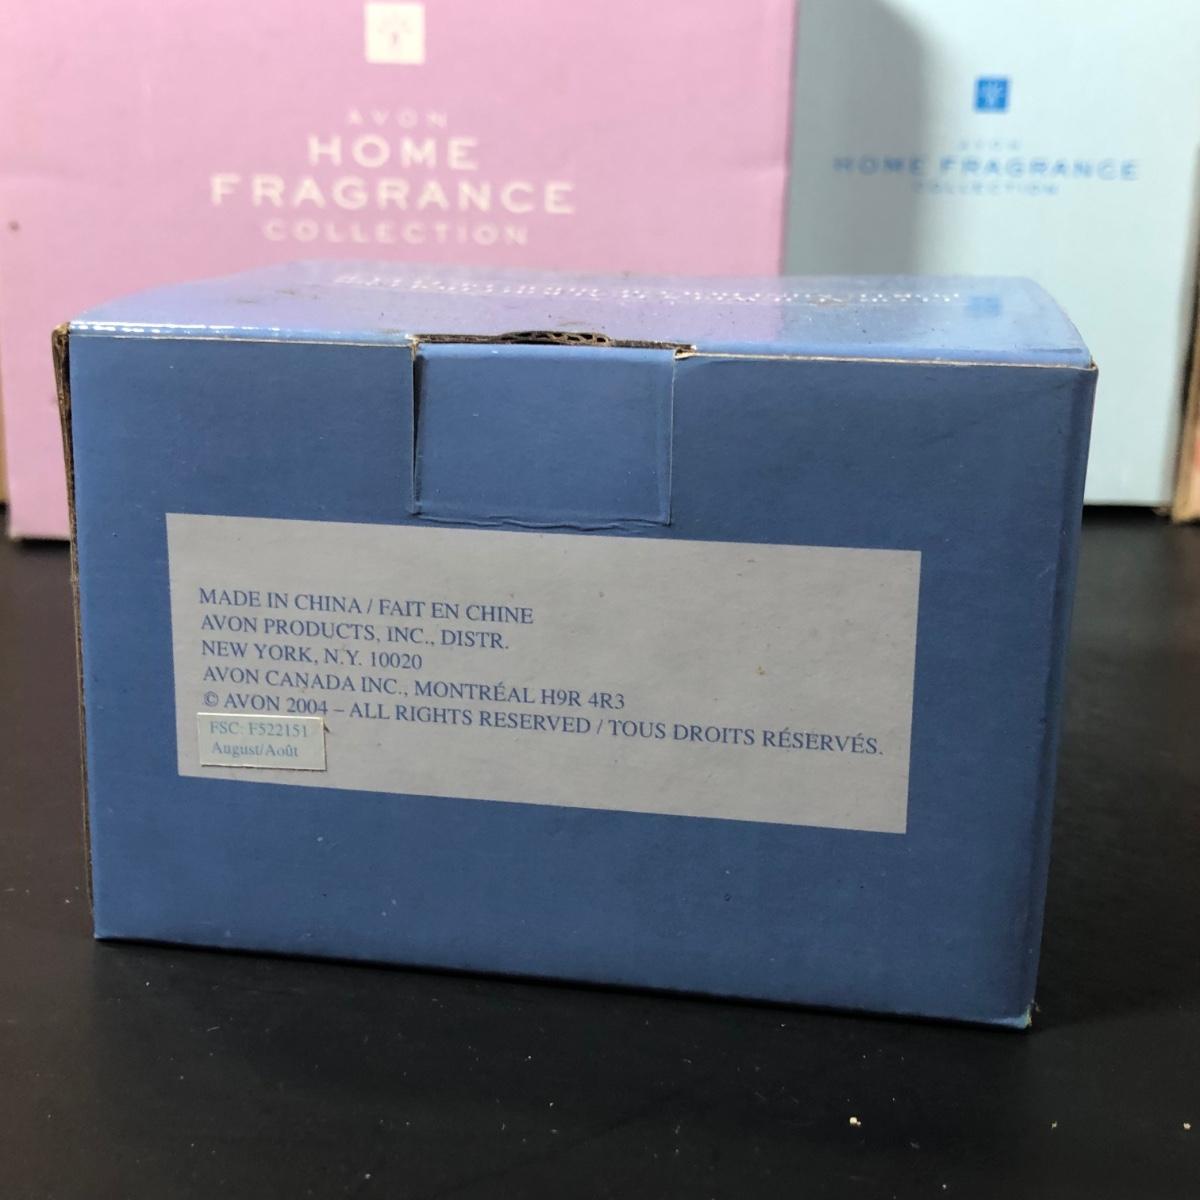 AVON
HOME
FRAGRANCE
COLLECTION
AVON
HOME FRAGRANCE
COLLECTION
MADE IN CHINA / FAIT EN CHINE
AVON PRODUCTS, INC., DISTR.
NEW YORK, N.Y. 10020
AVON CANADA INC., MONTRÉAL H9R 4R3
© AVON 2004 – ALL RIGHTS RESERVED / TOUS DROITS RÉSERVÉS.
FSC: F522151
August/Août